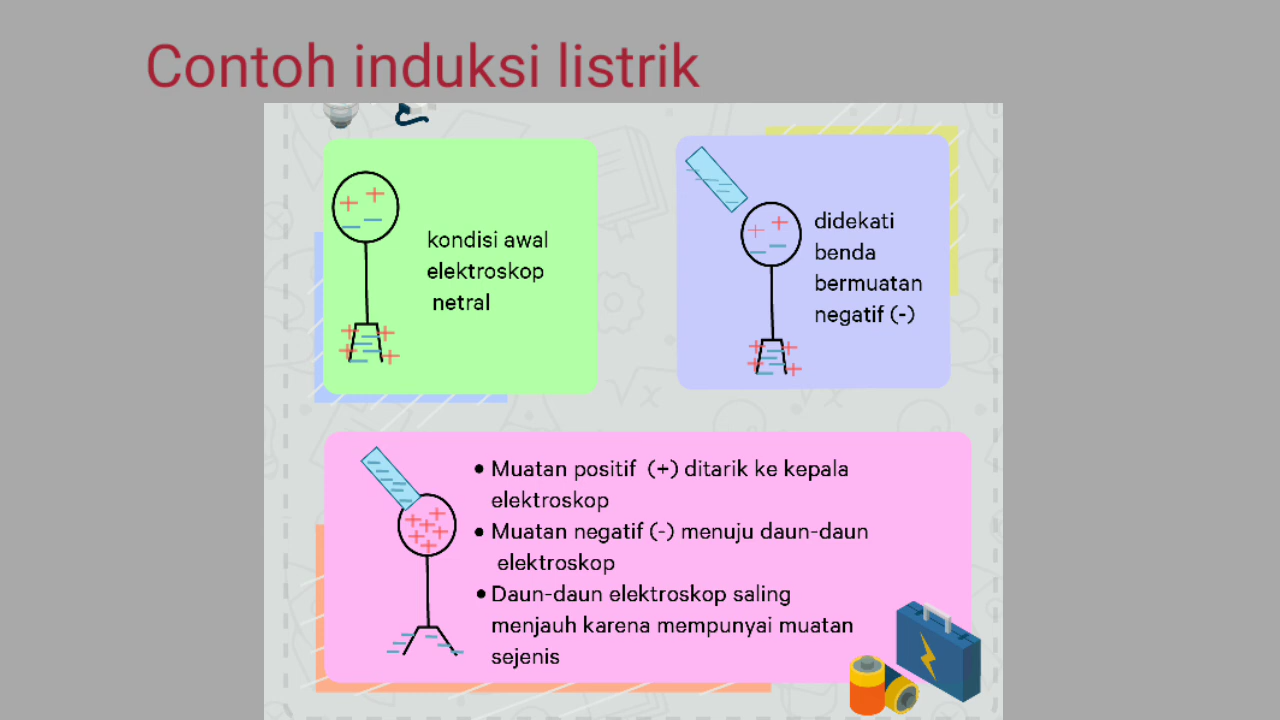 Contoh induksi listrik
kondisi awal
elektroskop
netral
didekati
benda
bermuatan
negatif (-)
• Muatan positif (+) ditarik ke kepala
elektroskop
• Muatan negatif (-) menuju daun-daun
elektroskop
• Daun-daun elektroskop saling
menjauh karena mempunyai muatan
sejenis